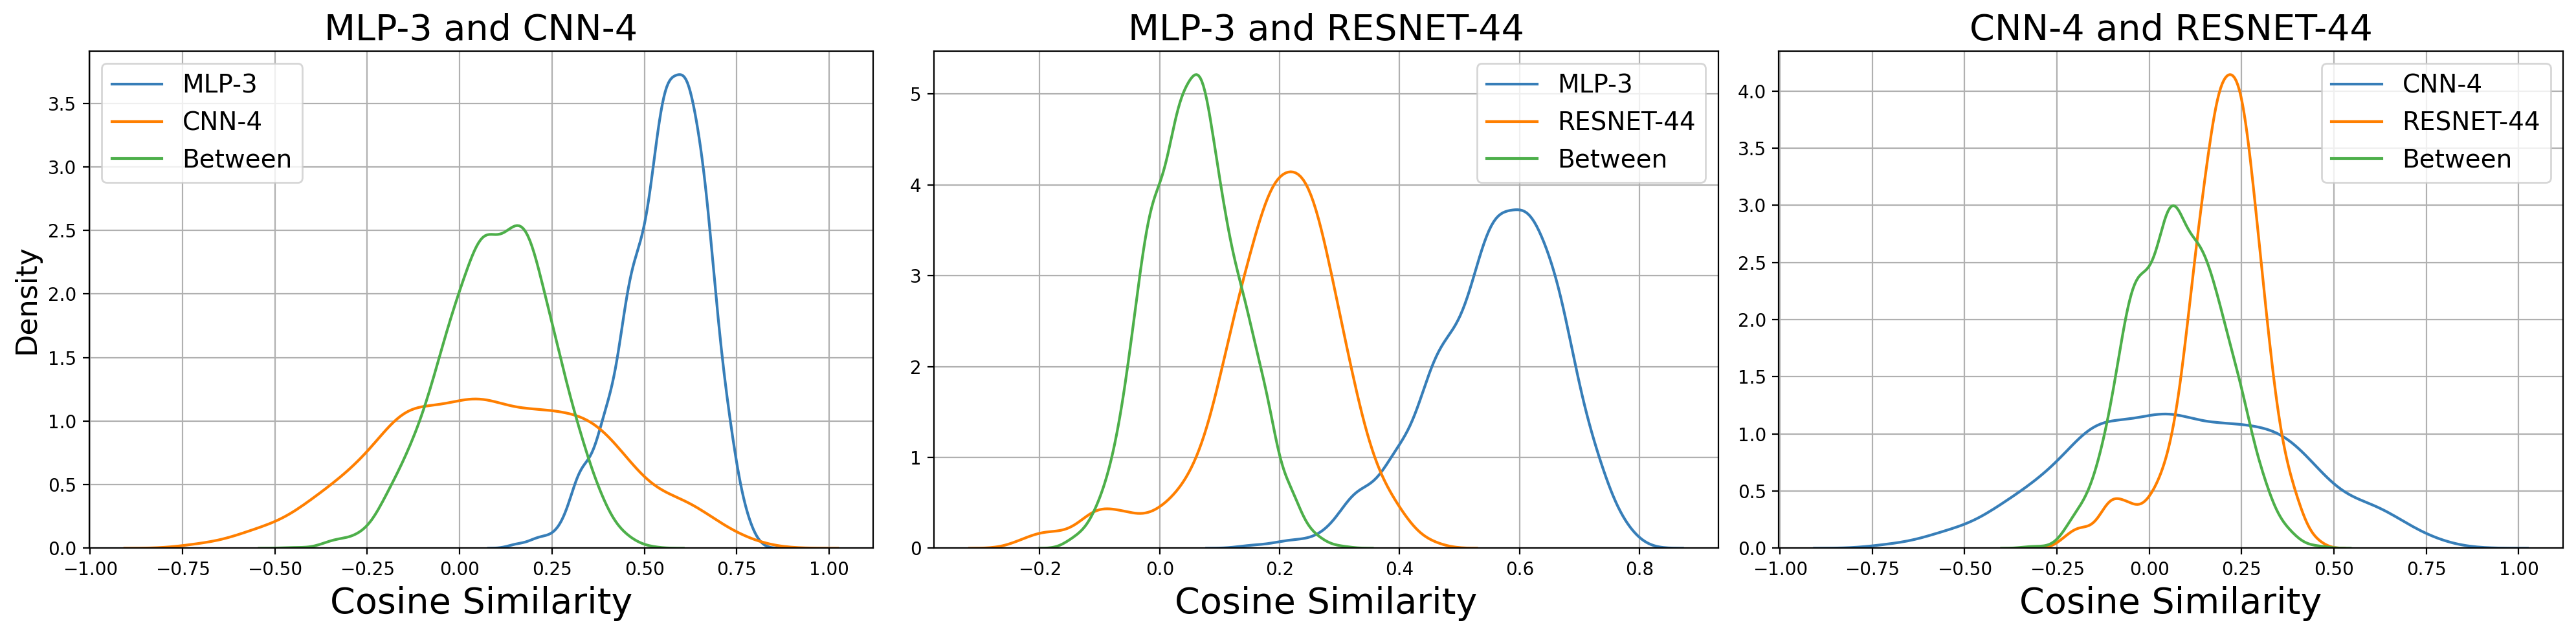 MLP-3 and CNN-4
MLP-3
CNN-4
Between
Density
3.5
3.0
2.5
2.0
1.5
1.0
0.5
0.0
−1.00 −0.75 −0.50 −0.25 0.00 0.25 0.50 0.75 1.00
Cosine Similarity
MLP-3 and RESNET-44
MLP-3
RESNET-44
Between
5
4
3
2
1
0
−0.2 0.0 0.2 0.4 0.6 0.8
Cosine Similarity
CNN-4 and RESNET-44
CNN-4
RESNET-44
Between
4.0
3.5
3.0
2.5
2.0
1.5
1.0
0.5
0.0
−1.00 −0.75 −0.50 −0.25 0.00 0.25 0.50 0.75 1.00
Cosine Similarity